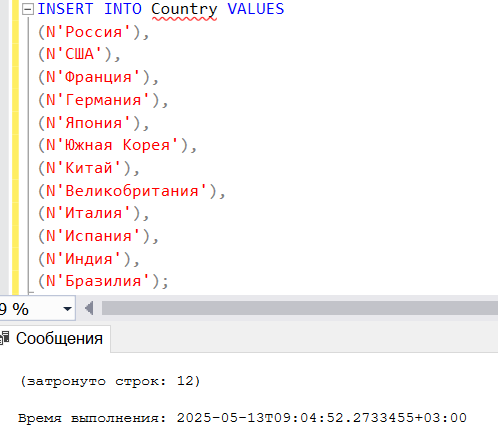 INSERT INTO Country VALUES
(N'Россия'),
(N'США'),
(N'Франция'),
(N'Германия'),
(N'Япония'),
(N'Южная Корея'),
(N'Китай'),
(N'Великобритания'),
(N'Италия'),
(N'Испания'),
(N'Индия'),
(N'Бразилия');
9 %
Сообщения
(затронуто строк: 12)
Время выполнения: 2025-05-13T09:04:52.2733455+03:00